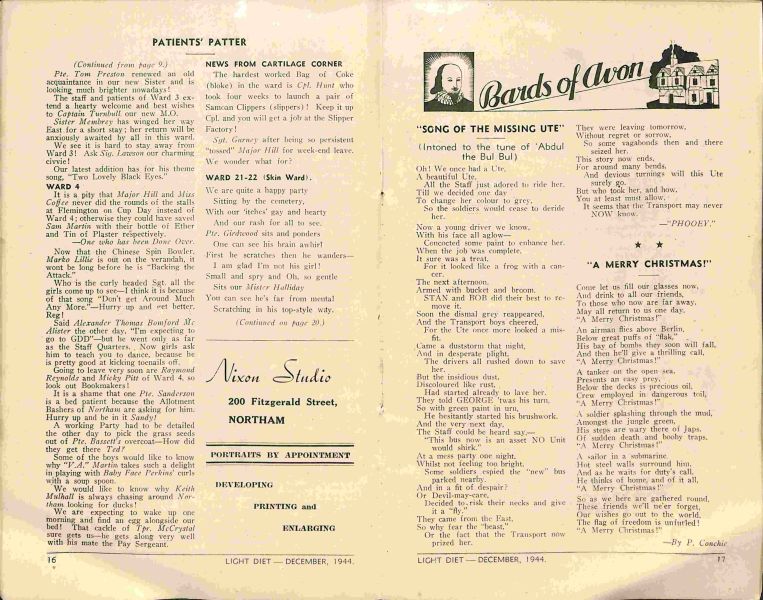 PATIENTS' PATTER
(Continued from page 9.)
Pte. Tom Preston renewed an old
acquaintance in our new Sister and is
looking much brighter nowadays!
The staff and patients of Ward 3 ex-
tend a hearty welcome and best wishes
to Captain Turnbull our new M.O.
Sister Membrey has winged her way
East for a short stay; her return will be
anxiously awaited by all in this ward.
We see it is hard to stay away from
Ward 3! Ask Sig. Lawson our charming
civvie!
Our latest addition has for his theme
song, "Two Lovely Black Eyes."
WARD 4
It is a pity that Major Hill and Miss
Coffee never did the rounds of the stalls
at Flemington on Cup Day instead of
Ward 4; otherwise they could have saved
Sam Martin with their bottle of Ether
and Tin of Plaster respectively.
—One who has been Done Over.
Now that the Chinese Spin Bowler,
Marko Lillie is out on the verandah, it
wont be long before he is "Backing the
Attack."
Who is the curly headed Sgt. all the
girls come up to see—I think it is because
of that song "Don't get Around Much
Any More."—Hurry up and get better,
Reg!
Said Alexander Thomas Bomford Mc
Alister the other day, "I'm expecting to
go to GDD"—but he went only as far
as the Staff Quarters. Now girls ask
him to teach you to dance, because he
is pretty good at kicking toenails off.
Going to leave very soon are Raymond
Reynolds and Micky Pitt of Ward 4, so
look out Bookmakers!
It is a shame that one Pte. Sanderson
is a bed patient because the Allotment
Bashers of Northam are asking for him.
Hurry up and be in it Sandy!
A Working Party had to be detailed
the other day to pick the grass seeds
out of Pte. Bassett's overcoat—How did
they get there Ted?
Some of the boys would like to know
why "V.A." Martin takes such a delight
in playing with Baby Face Perkins' curls
with a soup spoon.
We would like to know why Keith
Mulhall is always chasing around Nor-
tham looking for ducks!
We are expecting to wake up one
morning and find an egg alongside our
bed! That cackle of Tpr. McCrystal
sure gets us—he gets along very well
with his mate the Pay Sergeant.
16
NEWS FROM CARTILAGE CORNER
The hardest worked Bag of Coke
(bloke) in the ward is Cpl. Hunt who
took four weeks to launch a pair of
Samoan Clippers (slippers)! Keep it up
Cpl. and you will get a job at the Slipper
Factory!
Sgt. Garney after being so persistent
"tossed" Major Hill for week-end leave.
We wonder what for?
WARD 21-22 (Skin Ward).
We are quite a happy party
Sitting by the cemetery,
With our 'itches' gay and hearty
And our rash for all to see.
Pte. Girdwood sits and ponders
One can see his brain awhirl
First he scratches then he wanders—
I am glad I'm not his girl!
Small and spry and Oh, so gentle
Sits our Mister Halliday
You can see he's far from mental
Scratching in his top-style way.
(Continued on page 20.)
Nixon Studio
200 Fitzgerald Street,
NORTHAM
PORTRAITS BY APPOINTMENT
DEVELOPING
PRINTING and
ENLARGING
LIGHT DIET — DECEMBER, 1944.
Bards of Avon
"SONG OF THE MISSING UTE"
(Intoned to the tune of 'Abdul
the Bul Bul)
Oh! We once had a Ute,
A beautiful Ute,
All the Staff just adored to ride her.
Till we decided one day
To change her colour to grey,
So the soldiers would cease to deride
her.
Now a young driver we know,
With his face all aglow—
Concocted some paint to enhance her.
When the job was complete,
It sure was a treat,
For it looked like a frog with a can-
cer.
The next afternoon,
Armed with bucket and broom,
STAN and BOB did their best to re-
move it.
Soon the dismal grey reappeared,
And the Transport boys cheered,
For the Ute once more looked a mis-
fit.
Came a duststorm that night,
And in desperate plight,
The drivers all rushed down to save
her.
But the insidious dust,
Discoloured like rust,
Had started already to lave her.
They told GEORGE 'twas his turn,
So with green paint in urn,
He hesitantly started his brushwork.
And the very next day,
The Staff could be heard say,—
"This bus now is an asset NO Unit
would shirk."
At a mess party one night,
Whilst not feeling too bright,
Some soldiers espied the "new" bus
parked nearby.
And in a fit of despair?
Or Devil-may-care,
Decided to risk their necks and give
it a "fly."
They came from the East,
So why fear the "beast,"
Or the fact that the Transport now
prized her.
LIGHT DIET — DECEMBER, 1944.
They were leaving tomorrow,
Without regret or sorrow,
So some vagabonds then and there
seized her.
This story now ends,
For around many bends,
And devious turnings will this Ute
surely go.
But who took her, and how,
You at least must allow,
It seems that the Transport may never
NOW know.
—"PHOOEY."
"A MERRY CHRISTMAS!"
Come let us fill our glasses now,
And drink to all our friends,
To those who now are far away,
May all return to us one day,
"A Merry Christmas!"
An airman flies above Berlin,
Below great puffs of "flak,"
His bay of bombs they soon will fall,
And then he'll give a thrilling call,
"A Merry Christmas!"
A tanker on the open sea,
Presents an easy prey,
Below the decks is precious oil,
Crew employed in dangerous toil,
"A Merry Christmas!"
A soldier splashing through the mud,
Amongst the jungle green,
His steps are wary there of Japs,
Of sudden death and booby traps,
"A Merry Christmas!"
A sailor in a submarine
Hot steel walls surround him,
And as he waits for duty's call,
He thinks of home, and of it all,
"A Merry Christmas!"
So as we here are gathered round,
These friends we'll ne'er forget,
Our wishes go out to the world,
The flag of freedom is unfurled!
"A Merry Christmas!"
—By P. Conchie
17